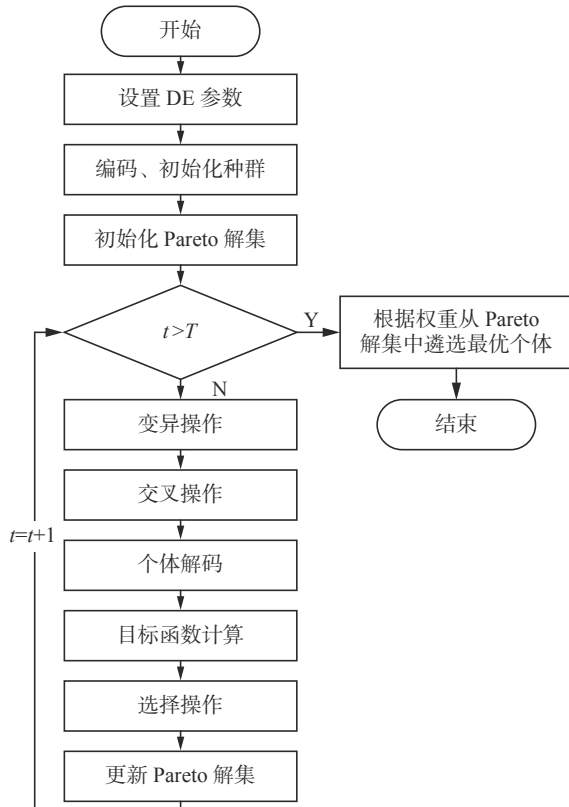 开始
设置 DE 参数
编码、初始化种群
初始化 Pareto 解集
t>T
Y
根据权重从 Pareto
解集中遴选最优个体
结束
N
变异操作
交叉操作
t=t+1
个体解码
目标函数计算
选择操作
更新 Pareto 解集